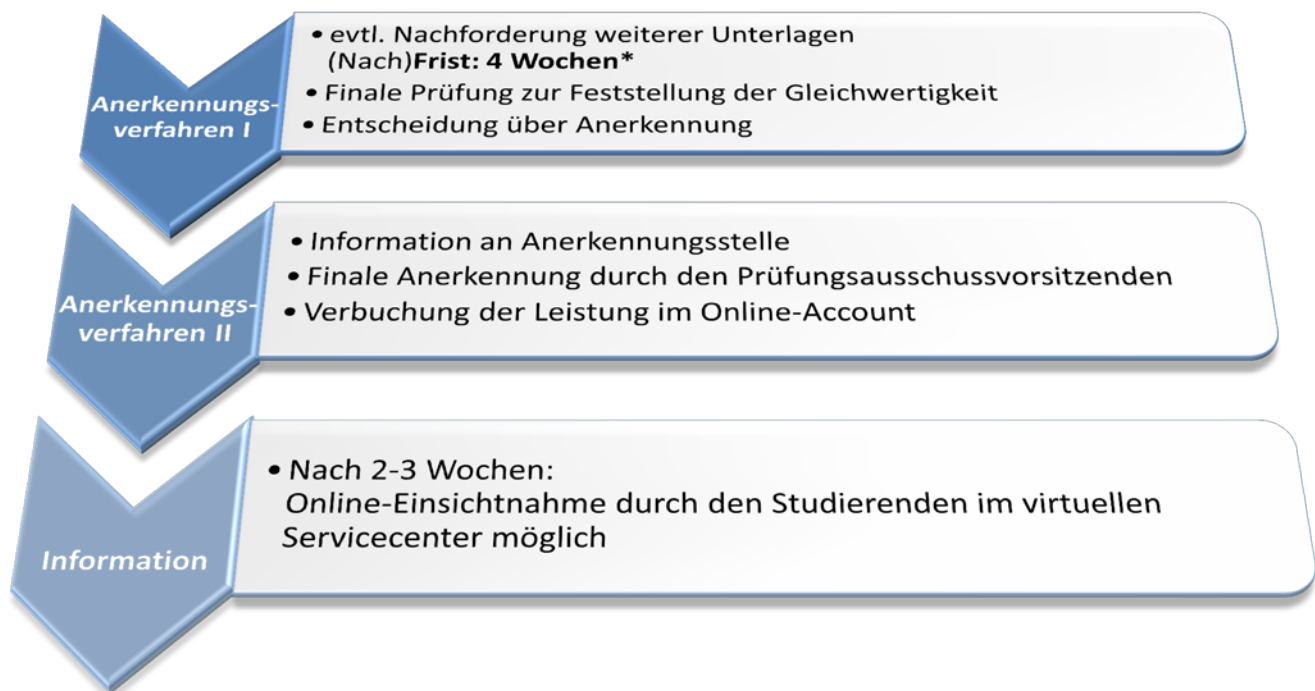 Anerkennungs-
verfahren I
• evtl. Nachforderung weiterer Unterlagen
(Nach)Frist: 4 Wochen*
• Finale Prüfung zur Feststellung der Gleichwertigkeit
• Entscheidung über Anerkennung
Anerkennungs-
verfahren II
• Information an Anerkennungsstelle
• Finale Anerkennung durch den Prüfungsausschussvorsitzenden
• Verbuchung der Leistung im Online-Account
Information
• Nach 2-3 Wochen:
Online-Einsichtnahme durch den Studierenden im virtuellen
Servicecenter möglich